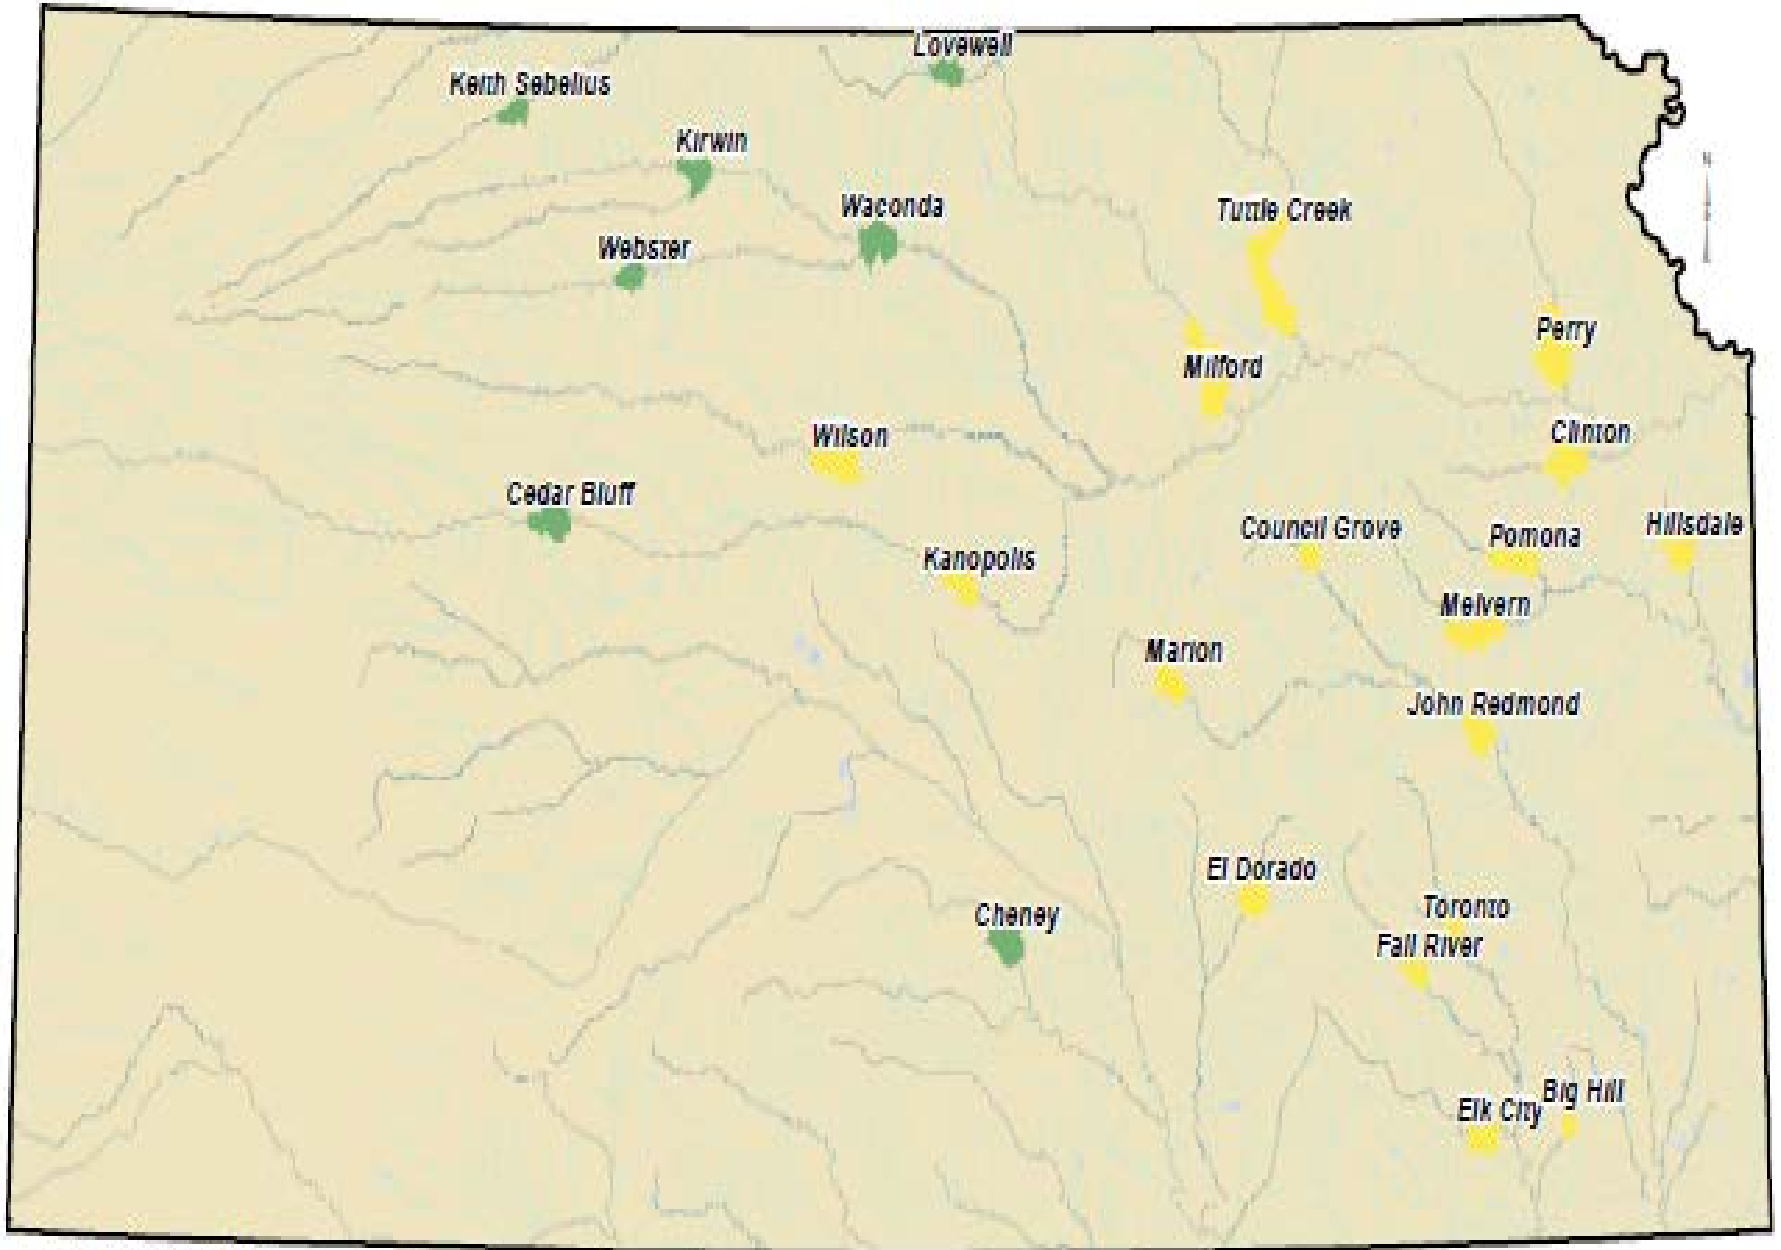 Lovewell
Keith Sebelius
Kirwin
Waconda
Tuttle Creek
Webster
N
Perry
Milford
Wilson
Clinton
Cedar Bluff
Council Grove
Pomona
Hillsdale
Kanopolis
Melvern
Marion
John Redmond
El Dorado
Toronto
Cheney
Fall River
Big Hill
Elk City